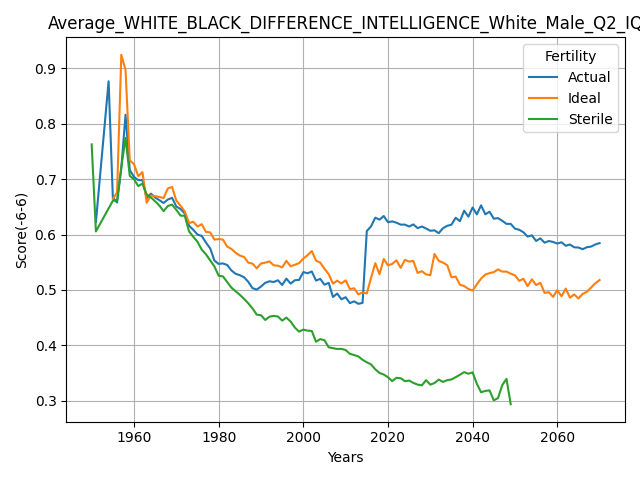 Average_WHITE_BLACK_DIFFERENCE_INTELLIGENCE_White_Male_Q2_IQ
Fertility
Actual
Ideal
Sterile
Score(-6-6)
0.9
0.8
0.7
0.6
0.5
0.4
0.3
1960 1980 2000 2020 2040 2060
Years